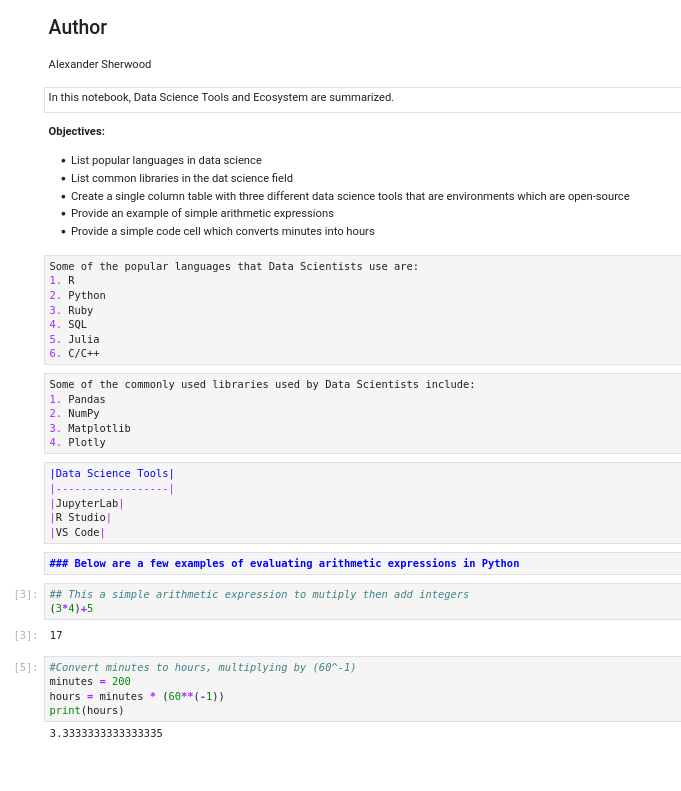 Author
Alexander Sherwood
In this notebook, Data Science Tools and Ecosystem are summarized.
Objectives:
• List popular languages in data science
• List common libraries in the dat science field
• Create a single column table with three different data science tools that are environments which are open-source
• Provide an example of simple arithmetic expressions
• Provide a simple code cell which converts minutes into hours
Some of the popular languages that Data Scientists use are:
1. R
2. Python
3. Ruby
4. SQL
5. Julia
6. C/C++
Some of the commonly used libraries used by Data Scientists include:
1. Pandas
2. NumPy
3. Matplotlib
4. Plotly
|Data Science Tools|
|------------------|
|JupyterLab|
|R Studio|
|VS Code|
### Below are a few examples of evaluating arithmetic expressions in Python
[3]: ## This a simple arithmetic expression to mutiply then add integers
(3*4)+5
[3]: 17
[5]: #Convert minutes to hours, multiplying by (60^-1)
minutes = 200
hours = minutes * (60**(-1))
print(hours)
3.3333333333333335